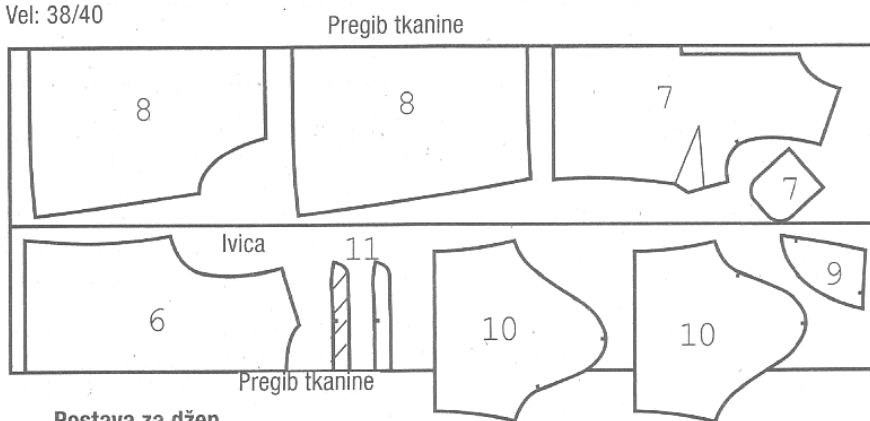 Vel: 38/40
Pregib tkanine
8
8
7
7
Ivica
11
6
10
10
9
Pregib tkanine
Postava za džep